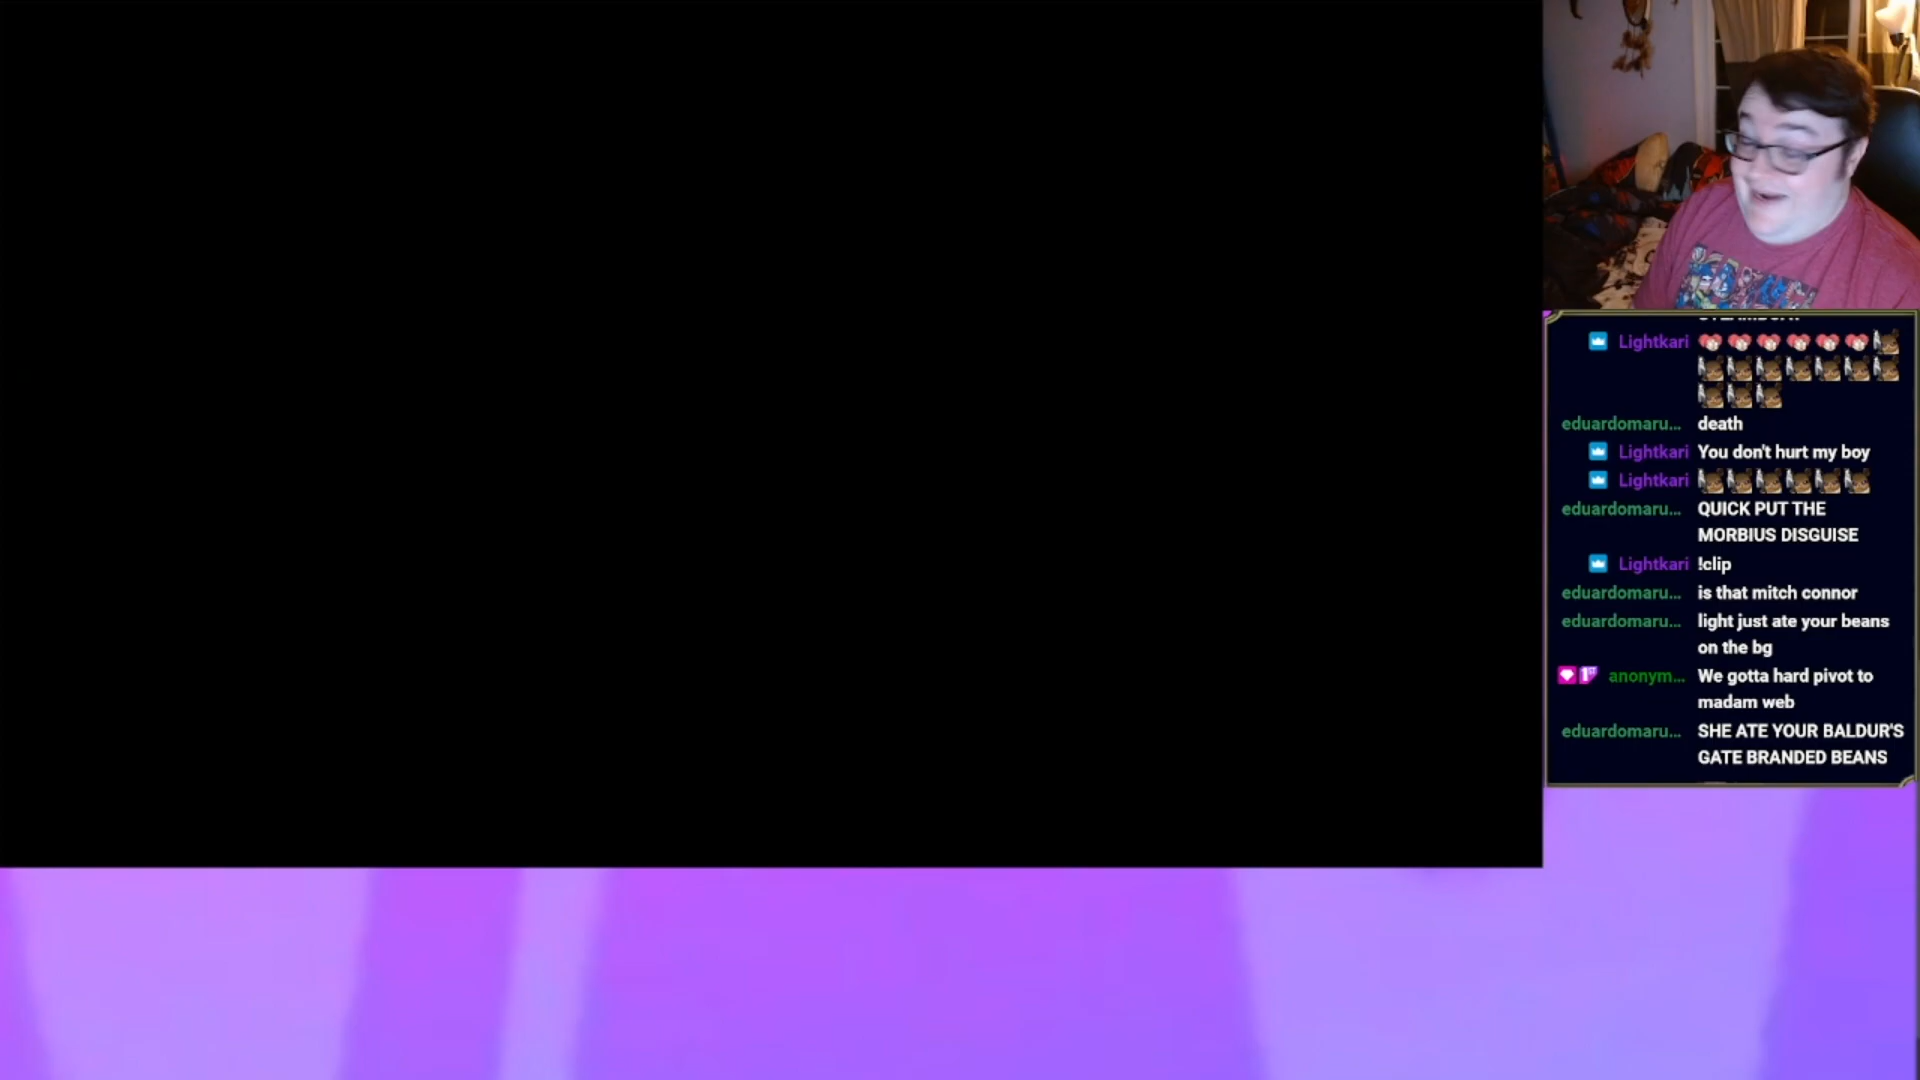 Lightkari
eduardomaru... death
Lightkari You don't hurt my boy
Lightkari
eduardomaru... QUICK PUT THE
MORBIUS DISGUISE
Lightkari !clip
eduardomaru... is that mitch connor
eduardomaru... light just ate your beans
on the bg
anonym... We gotta hard pivot to
madam web
eduardomaru... SHE ATE YOUR BALDUR'S
GATE BRANDED BEANS